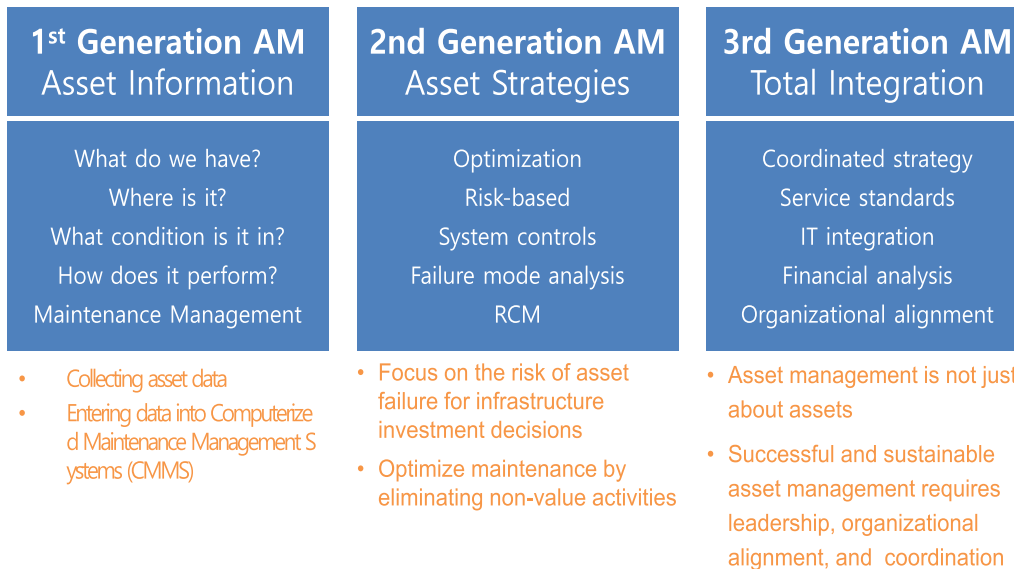 1st Generation AM
Asset Information
What do we have?
Where is it?
What condition is it in?
How does it perform?
Maintenance Management
• Collecting asset data
• Entering data into Computerize
d Maintenance Management S
ystems (CMMS)
2nd Generation AM
Asset Strategies
Optimization
Risk-based
System controls
Failure mode analysis
RCM
• Focus on the risk of asset
failure for infrastructure
investment decisions
• Optimize maintenance by
eliminating non-value activities
3rd Generation AM
Total Integration
Coordinated strategy
Service standards
IT integration
Financial analysis
Organizational alignment
• Asset management is not just
about assets
• Successful and sustainable
asset management requires
leadership, organizational
alignment, and coordination